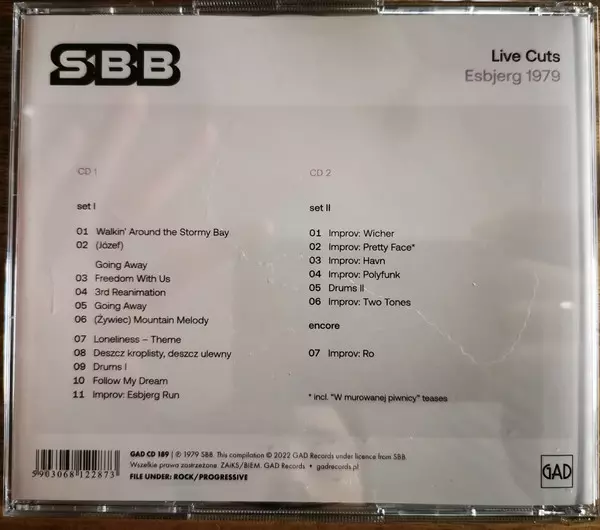 SBB
Live Cuts
Esbjerg 1979
CD 1
set I
01 Walkin' Around the Stormy Bay
02 (Józef)
Going Away
03 Freedom With Us
04 3rd Reanimation
05 Going Away
06 (Żywiec) Mountain Melody
07 Loneliness – Theme
08 Deszcz kroplisty, deszcz ulewny
09 Drums I
10 Follow My Dream
11 Improv: Esbjerg Run
CD 2
set II
01 Improv: Wicher
02 Improv: Pretty Face*
03 Improv: Havn
04 Improv: Polyfunk
05 Drums II
06 Improv: Two Tones
encore
07 Improv: Ro
* incl. "W murowanej piwnicy" teases
5 903068 122873
GAD CD 189 | ℗ 1979 SBB. This compilation © 2022 GAD Records under licence from SBB.
Wszelkie prawa zastrzeżone. ZAiKS/BIEM. GAD Records • gadrecords.pl
FILE UNDER: ROCK/PROGRESSIVE
GAD